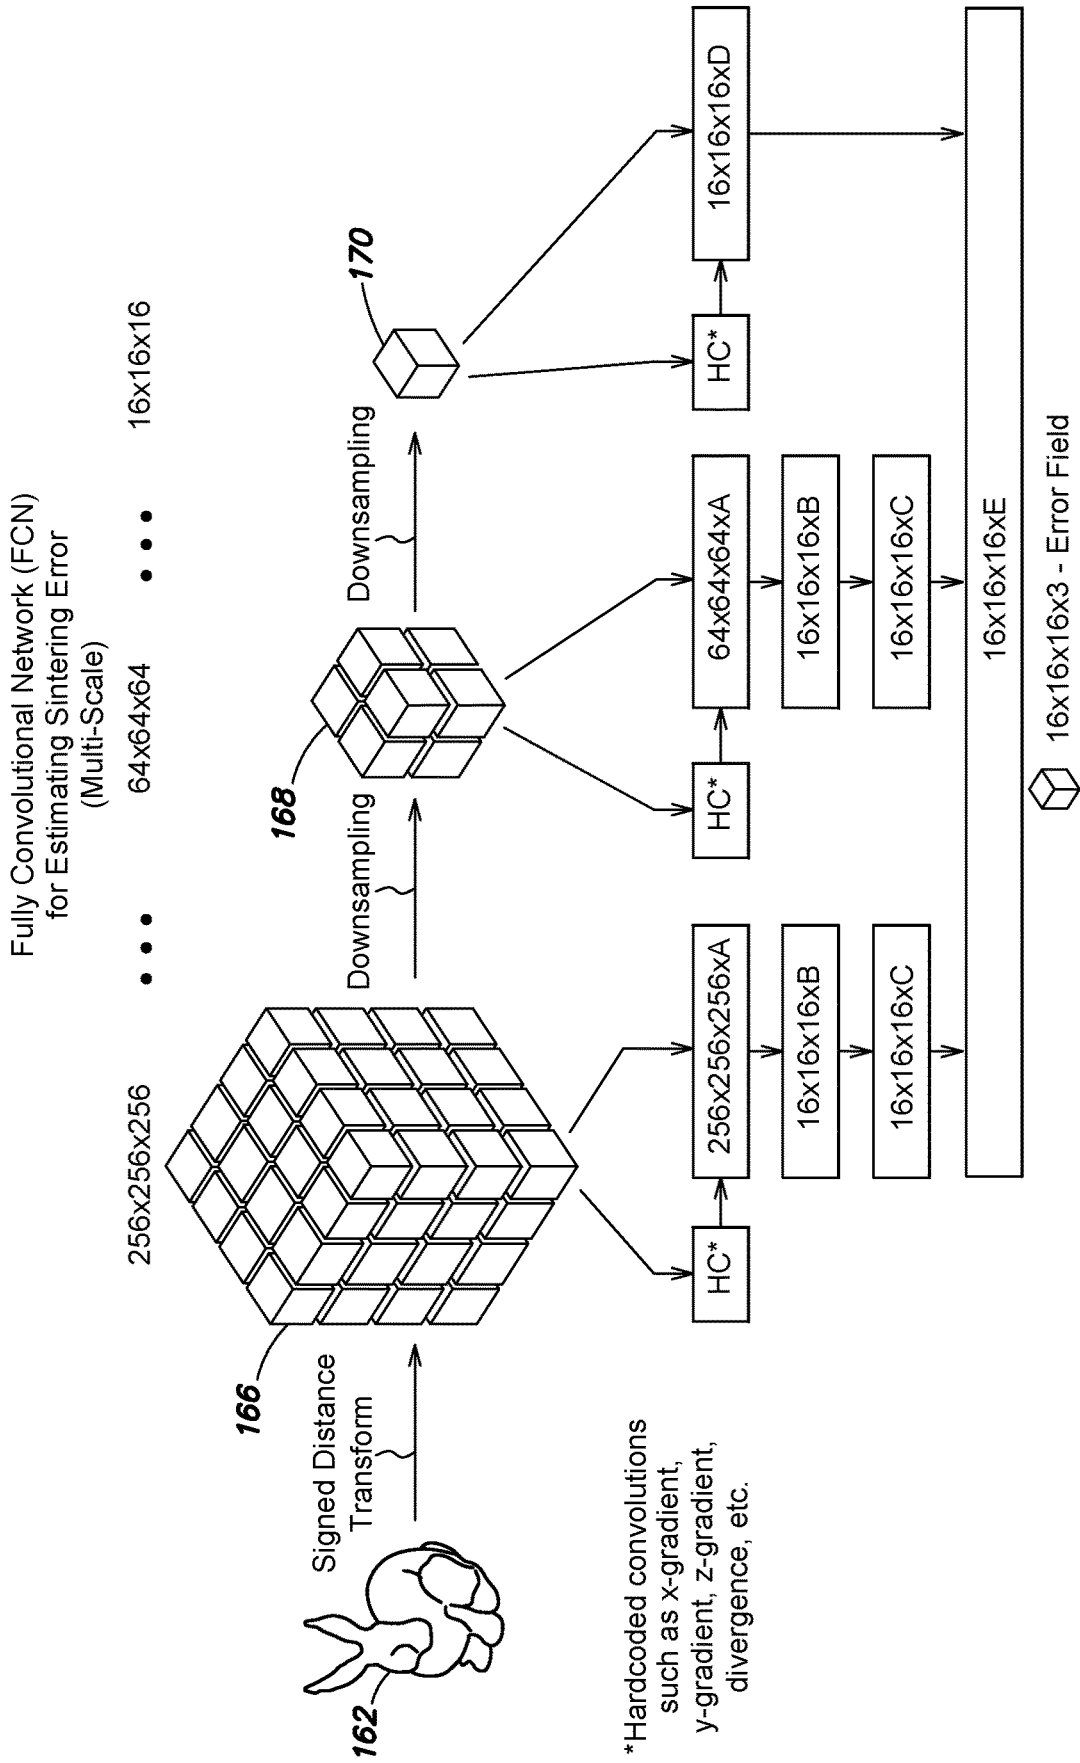 Fully Convolutional Network (FCN)
for Estimating Sintering Error
(Multi-Scale)
256x256x256
• • •
64x64x64
• • •
16x16x16
162
Signed Distance
Transform
166
Downsampling
168
Downsampling
170
HC*
256x256x256xA
16x16x16xB
16x16x16xC
HC*
64x64x64xA
16x16x16xB
16x16x16xC
HC*
16x16x16xD
16x16x16xE
16x16x16x3 - Error Field
*Hardcoded convolutions
such as x-gradient,
y-gradient, z-gradient,
divergence, etc.